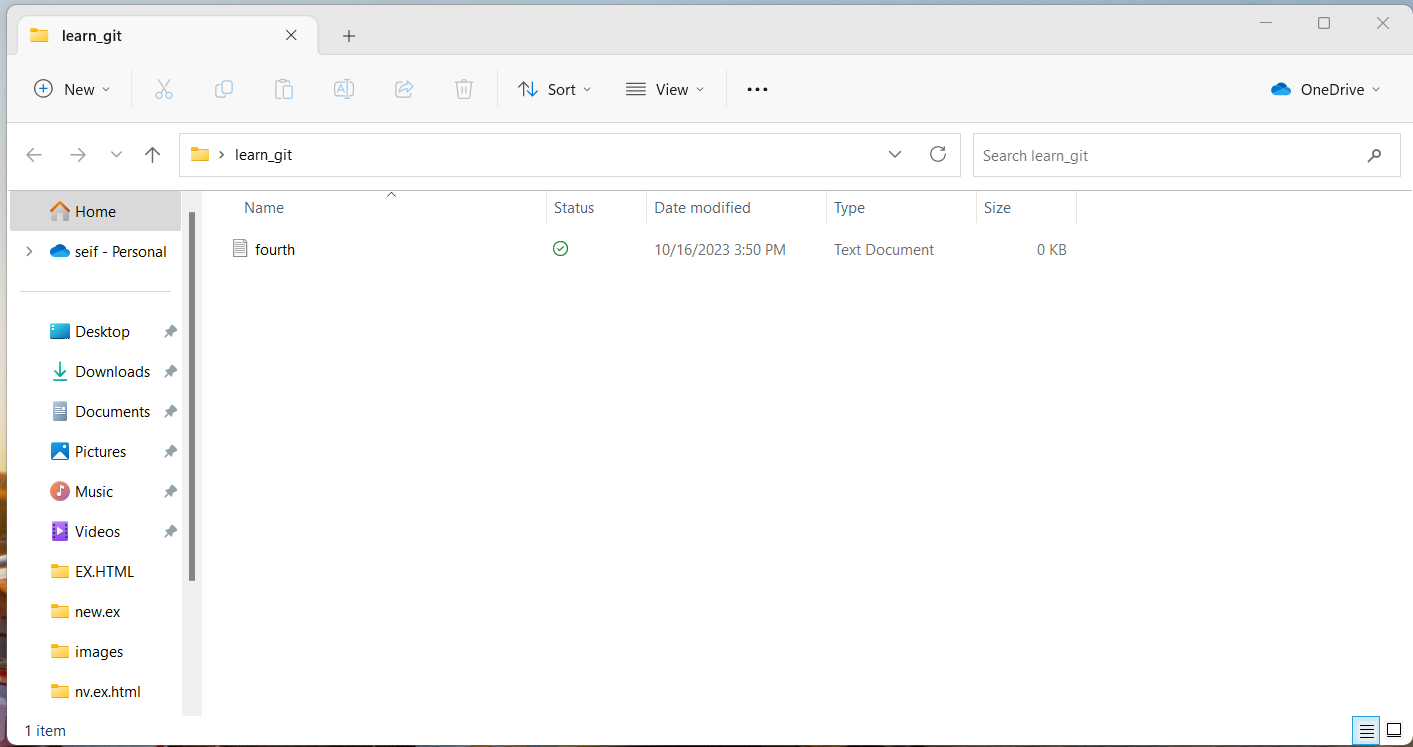 learn_git
New
Sort
View
OneDrive
learn_git
Search learn_git
Home
seif - Personal
Desktop
Downloads
Documents
Pictures
Music
Videos
EX.HTML
new.ex
images
nv.ex.html
Name Status Date modified Type Size
fourth 10/16/2023 3:50 PM Text Document 0 KB
1 item